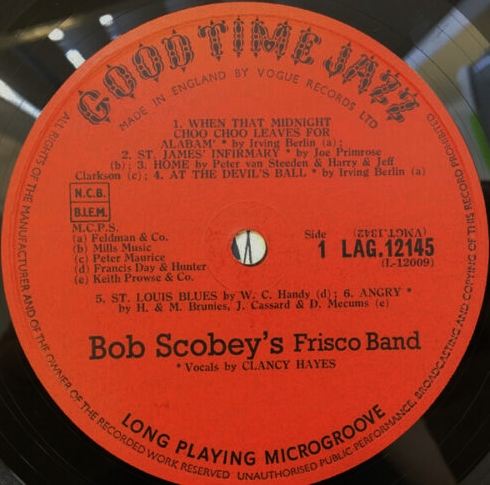 GOOD TIME JAZZ
MADE IN ENGLAND BY VOGUE RECORDS LTD
1. WHEN THAT MIDNIGHT
CHOO CHOO LEAVES FOR
ALABAM' * by Irving Berlin (a);
2. ST. JAMES' INFIRMARY * by Joe Primrose
(b); 3. HOME by Peter van Steeden & Harry & Jeff
Clarkson (c); 4. AT THE DEVIL'S BALL * by Irving Berlin (a)
N.C.B.
B.I.E.M.
M.C.P.S.
(a) Feldman & Co.
(b) Mills Music
(c) Peter Maurice
(d) Francis Day & Hunter
(e) Keith Prowse & Co.
Side
1
(VMGT.1342)
LAG.12145
(L-12009)
5. ST. LOUIS BLUES by W. C. Handy (d); 6. ANGRY *
by H. & M. Brunies, J. Cassard & D. Mecums (e)
Bob Scobey's Frisco Band
* Vocals by CLANCY HAYES
LONG PLAYING MICROGROOVE
ALL RIGHTS OF THE MANUFACTURER AND OF THE OWNER OF THE RECORDED WORK RESERVED UNAUTHORISED PUBLIC PERFORMANCE, BROADCASTING AND COPYING OF THIS RECORD PROHIBITED